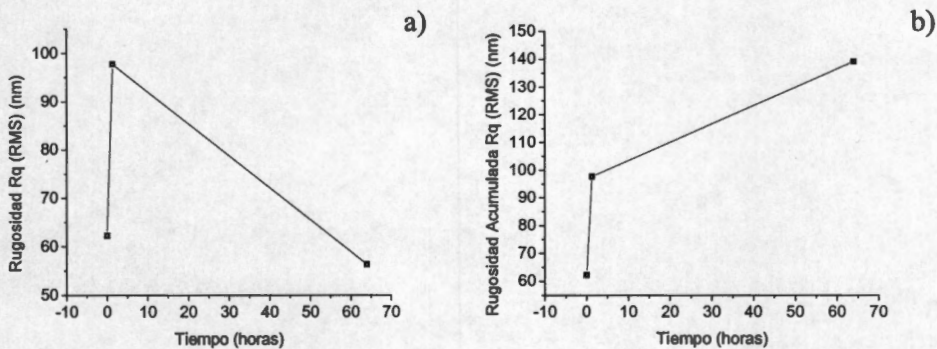 a)
100
90
80
70
60
50
-10 0 10 20 30 40 50 60 70
Rugosidad Rq (RMS) (nm)
Tiempo (horas)
b)
150
140
130
120
110
100
90
80
70
60
-10 0 10 20 30 40 50 60 70
Rugosidad Acumulada Rq (RMS) (nm)
Tiempo (horas)